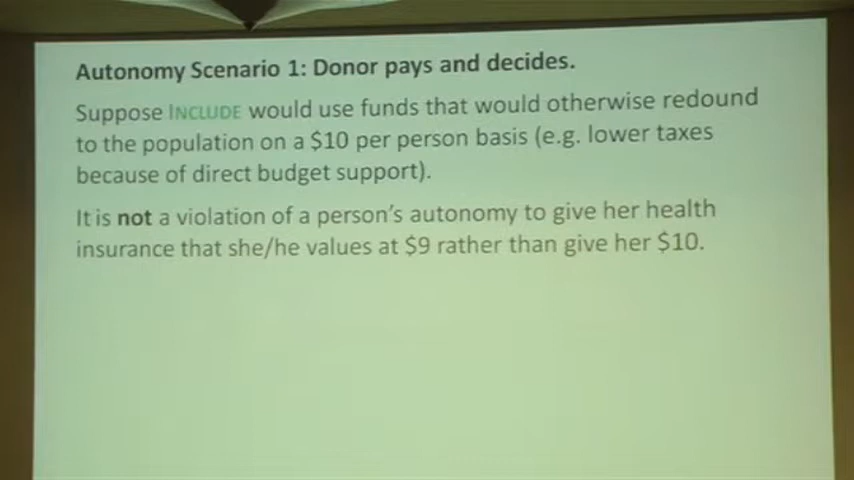 Autonomy Scenario 1: Donor pays and decides.
Suppose INCLUDE would use funds that would otherwise redound
to the population on a $10 per person basis (e.g. lower taxes
because of direct budget support).
It is not a violation of a person's autonomy to give her health
insurance that she/he values at $9 rather than give her $10.